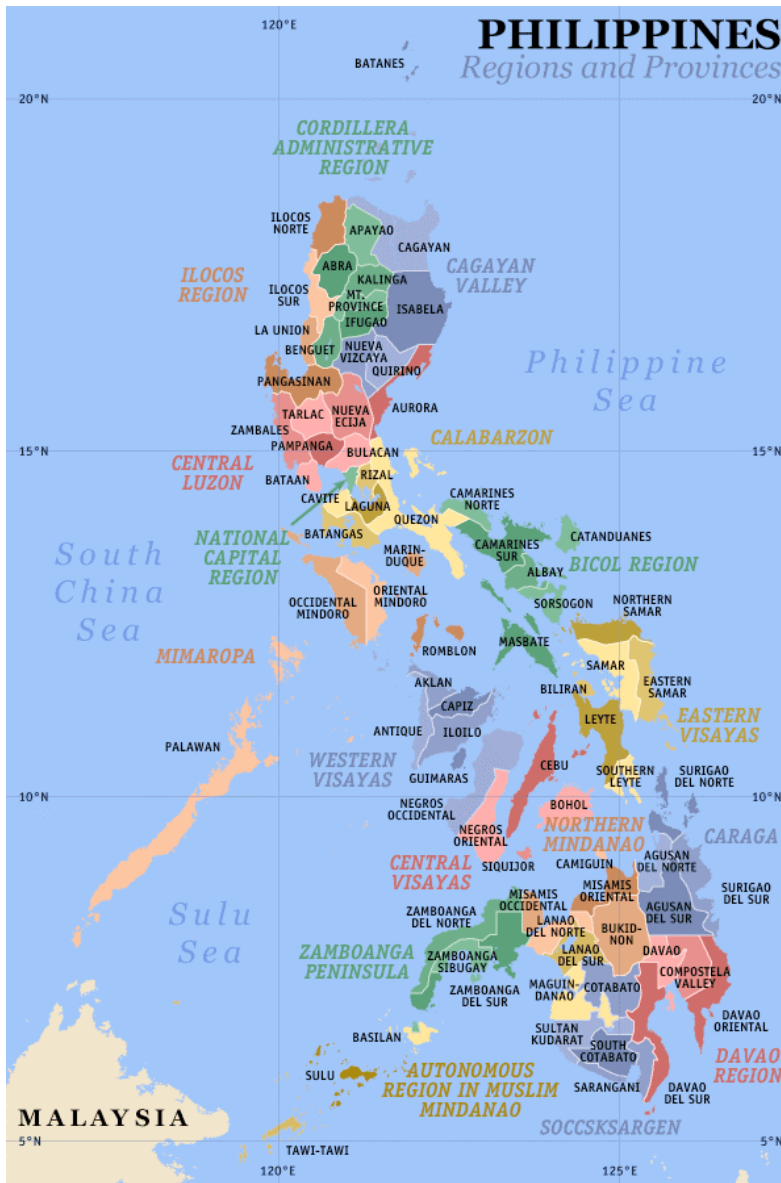 120°E
PHILIPPINES
Regions and Provinces
BATANES
20°N
20°N
CORDILLERA
ADMINISTRATIVE
REGION
ILOCOS
NORTE
APAYAO
CAGAYAN
ABRA
CAGAYAN
VALLEY
ILOCOS
REGION
KALINGA
ILOCOS
SUR
MT.
PROVINCE
ISABELA
IFUGAO
LA UNION
BENGUET
NUEVA
VIZCAYA
QUIRINO
Philippine
Sea
PANGASINAN
TARLAC
NUEVA
ECIJA
AURORA
ZAMBALES
PAMPANGA
CALABARZON
15°N
15°N
BULACAN
CENTRAL
LUZON
BATAAN
RIZAL
CAVITE
LAGUNA
QUEZON
CAMARINES
NORTE
NATIONAL
CAPITAL
REGION
BATANGAS
CATANDUANES
South
China
Sea
MARIN-
DUQUE
CAMARINES
SUR
BICOL REGION
ALBAY
OCCIDENTAL
MINDORO
ORIENTAL
MINDORO
SORSOGON
NORTHERN
SAMAR
MIMAROPA
ROMBLON
MASBATE
SAMAR
AKLAN
BILIRAN
EASTERN
SAMAR
CAPIZ
LEYTE
EASTERN
VISAYAS
ANTIQUE
ILOILO
PALAWAN
WESTERN
VISAYAS
GUIMARAS
CEBU
SOUTHERN
LEYTE
SURIGAO
DEL NORTE
10°N
10°N
NEGROS
OCCIDENTAL
BOHOL
NEGROS
ORIENTAL
NORTHERN
MINDANAO
CARAGA
CENTRAL
VISAYAS
SIQUIJOR
CAMIGUIN
AGUSAN
DEL NORTE
MISAMIS
OCCIDENTAL
MISAMIS
ORIENTAL
SURIGAO
DEL SUR
Sulu
Sea
ZAMBOANGA
DEL NORTE
LANAO
DEL NORTE
AGUSAN
DEL SUR
BUKID-
NON
ZAMBOANGA
PENINSULA
ZAMBOANGA
SIBUGAY
LANAO
DEL SUR
DAVAO
COMPOSTELA
VALLEY
ZAMBOANGA
DEL SUR
MAGUIN-
DANAO
COTABATO
DAVAO
ORIENTAL
BASILAN
SULTAN
KUDARAT
SOUTH
COTABATO
DAVAO
REGION
SULU
AUTONOMOUS
REGION IN MUSLIM
MINDANAO
SARANGANI
DAVAO
DEL SUR
MALAYSIA
SOCCSKSARGEN
5°N
5°N
TAWI-TAWI
120°E
125°E